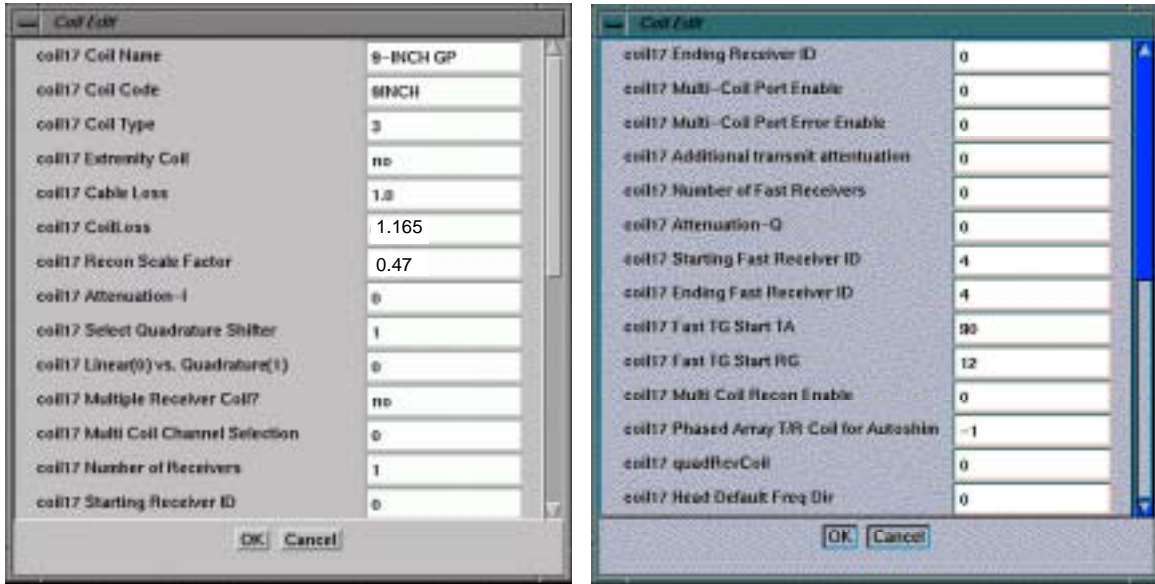 Coil Edit
coil17 Coil Name 9-INCH GP
coil17 Coil Code 9INCH
coil17 Coil Type 3
coil17 Extremity Coil no
coil17 Cable Loss 1.0
coil17 CoilLoss 1.165
coil17 Recon Scale Factor 0.47
coil17 Attenuation-I 0
coil17 Select Quadrature Shifter 1
coil17 Linear(0) vs. Quadrature(1) 0
coil17 Multiple Receiver Coil? no
coil17 Multi Coil Channel Selection 0
coil17 Number of Receivers 1
coil17 Starting Receiver ID 0
OK Cancel
Coil Edit
coil17 Ending Receiver ID 0
coil17 Multi-Coil Port Enable 0
coil17 Multi-Coil Port Error Enable 0
coil17 Additional transmit attentuation 0
coil17 Number of Fast Receivers 0
coil17 Attenuation-Q 0
coil17 Starting Fast Receiver ID 4
coil17 Ending Fast Receiver ID 4
coil17 Fast TG Start TA 90
coil17 Fast TG Start RG 12
coil17 Multi Coil Recon Enable 0
coil17 Phased Array T/R Coil for Autoshim -1
coil17 quadRcvCoil 0
coil17 Head Default Freq Dir 0
OK Cancel